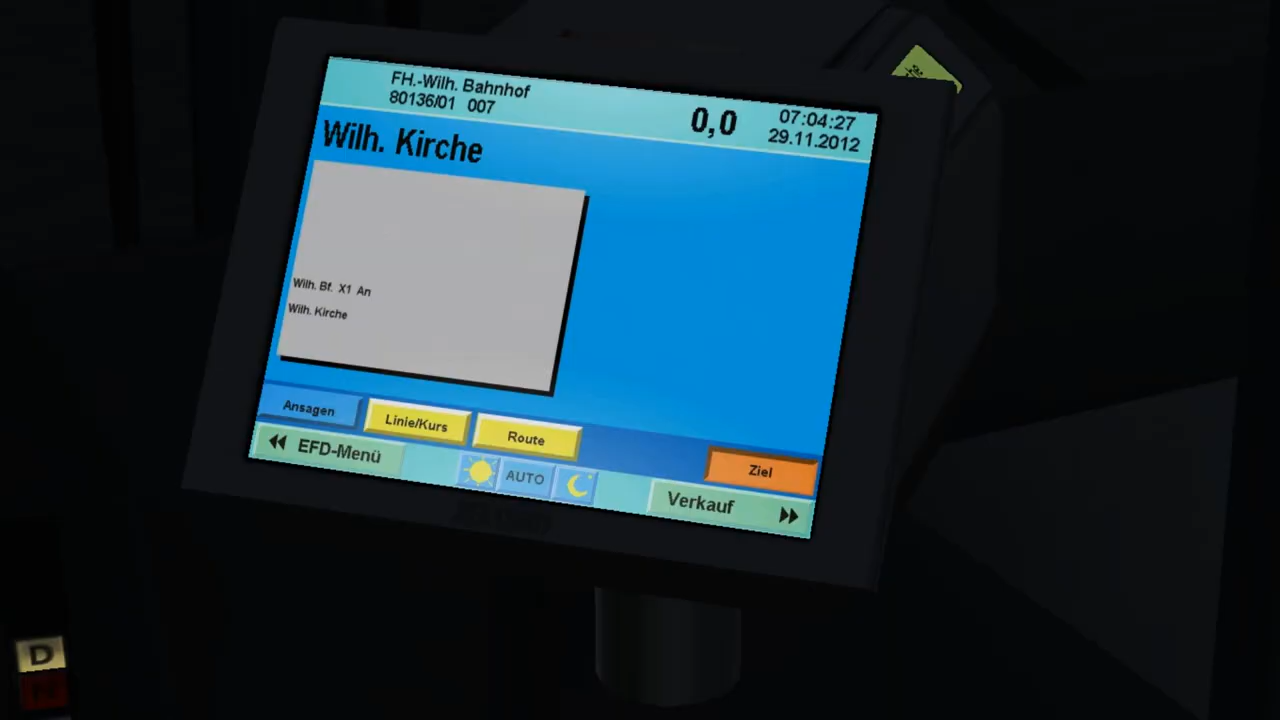 FH.-Wilh. Bahnhof
80136/01 007
0,0
07:04:27
29.11.2012
Wilh. Kirche
Wilh. Bf. X1 An
Wilh. Kirche
Ansagen
Linie/Kurs
Route
Ziel
EFD-Menü
AUTO
Verkauf
D
N